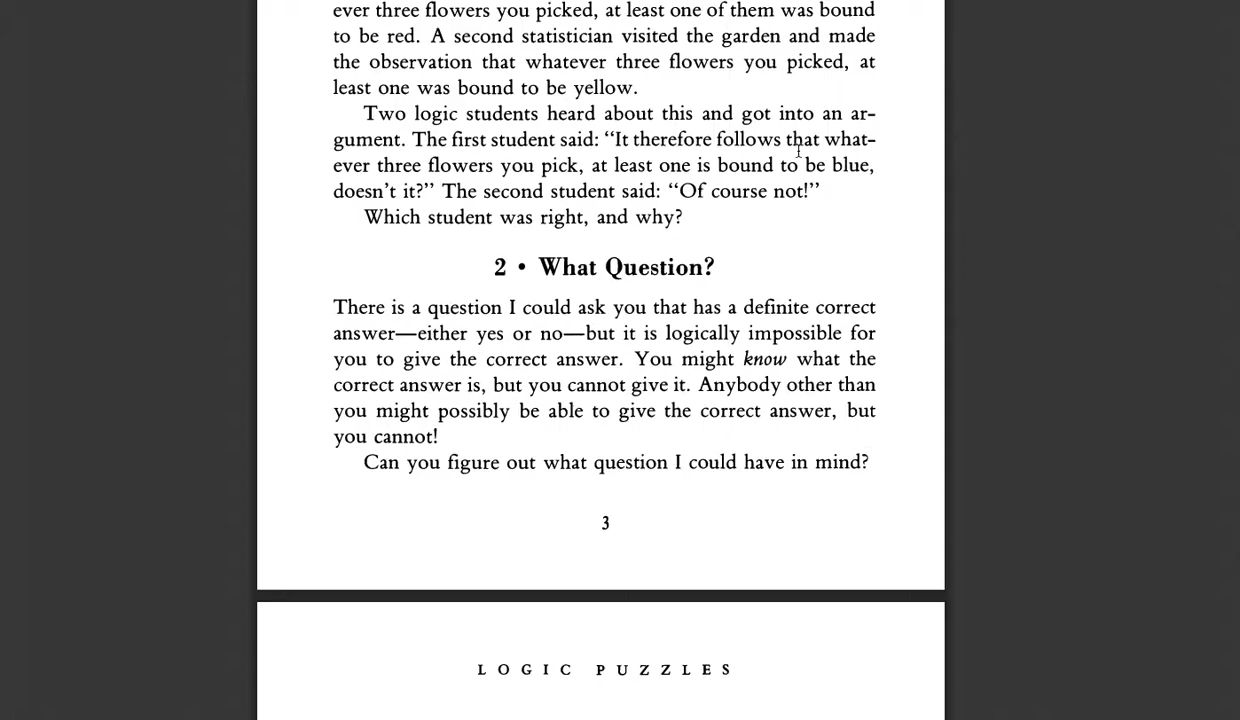 ever three flowers you picked, at least one of them was bound
to be red. A second statistician visited the garden and made
the observation that whatever three flowers you picked, at
least one was bound to be yellow.
Two logic students heard about this and got into an ar-
gument. The first student said: “It therefore follows that what-
ever three flowers you pick, at least one is bound to be blue,
doesn’t it?” The second student said: “Of course not!”
Which student was right, and why?
2 • What Question?
There is a question I could ask you that has a definite correct
answer—either yes or no—but it is logically impossible for
you to give the correct answer. You might know what the
correct answer is, but you cannot give it. Anybody other than
you might possibly be able to give the correct answer, but
you cannot!
Can you figure out what question I could have in mind?
3
LOGIC PUZZLES